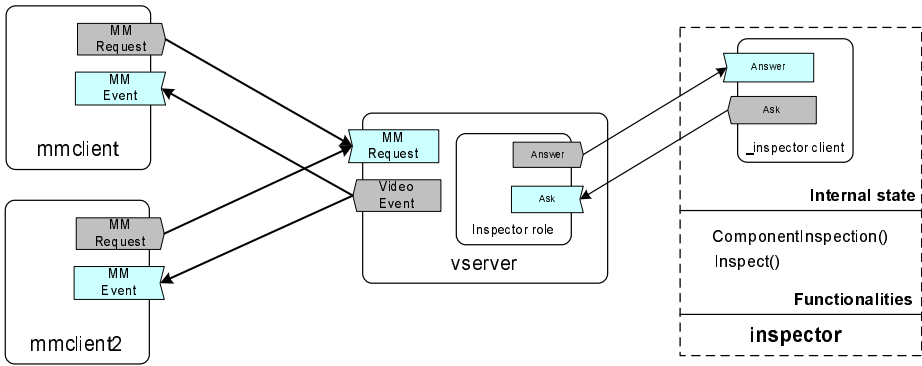 MM
Request
MM
Event
mmclient
MM
Request
MM
Event
mmclient2
MM
Request
Video
Event
Answer
Ask
Inspector role
vserver
Answer
Ask
_inspector client
Internal state
ComponentInspection()
Inspect()
Functionalities
inspector